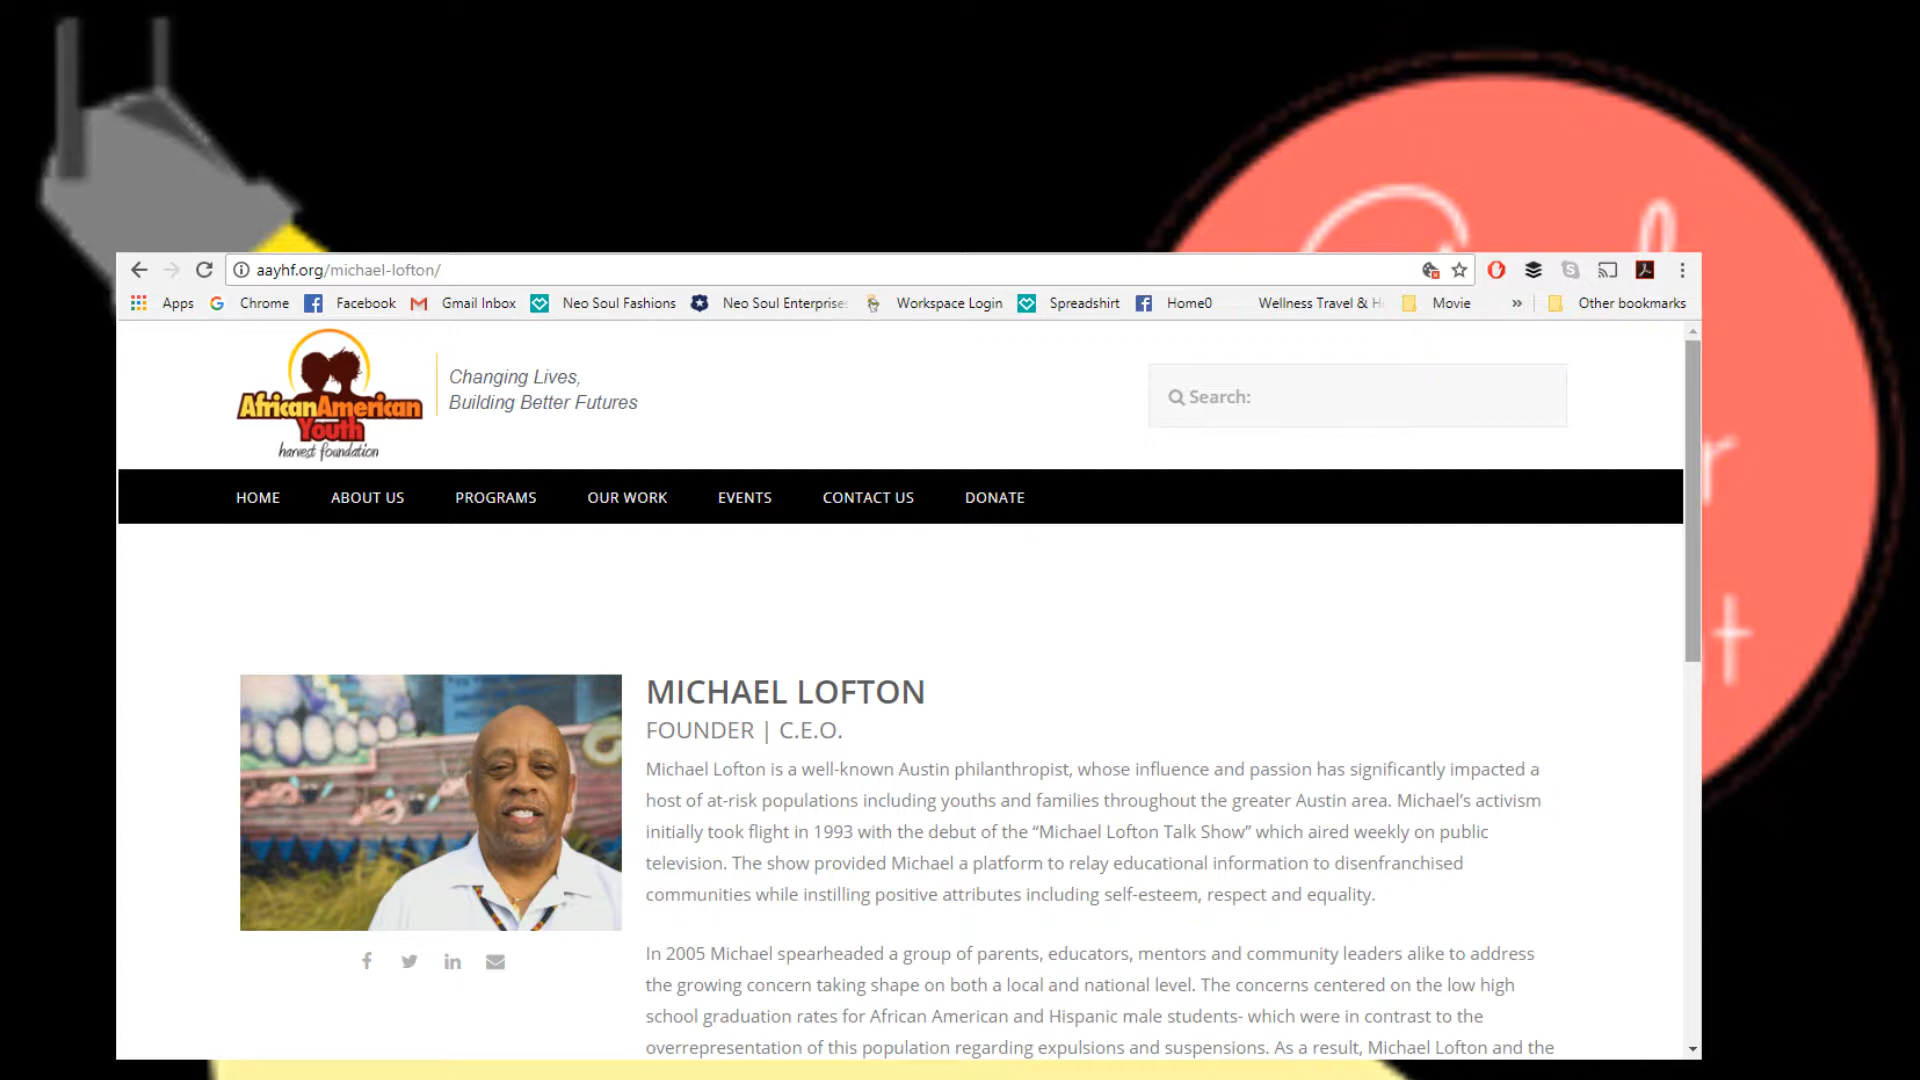 aayhf.org/michael-lofton/
Apps Chrome Facebook Gmail Inbox Neo Soul Fashions Neo Soul Enterprise Workspace Login Spreadshirt Home0 Wellness Travel & H Movie » Other bookmarks
AfricanAmerican
Youth
harvest foundation
Changing Lives,
Building Better Futures
Search:
HOME ABOUT US PROGRAMS OUR WORK EVENTS CONTACT US DONATE
MICHAEL LOFTON
FOUNDER | C.E.O.
Michael Lofton is a well-known Austin philanthropist, whose influence and passion has significantly impacted a
host of at-risk populations including youths and families throughout the greater Austin area. Michael’s activism
initially took flight in 1993 with the debut of the “Michael Lofton Talk Show” which aired weekly on public
television. The show provided Michael a platform to relay educational information to disenfranchised
communities while instilling positive attributes including self-esteem, respect and equality.
In 2005 Michael spearheaded a group of parents, educators, mentors and community leaders alike to address
the growing concern taking shape on both a local and national level. The concerns centered on the low high
school graduation rates for African American and Hispanic male students- which were in contrast to the
overrepresentation of this population regarding expulsions and suspensions. As a result, Michael Lofton and the